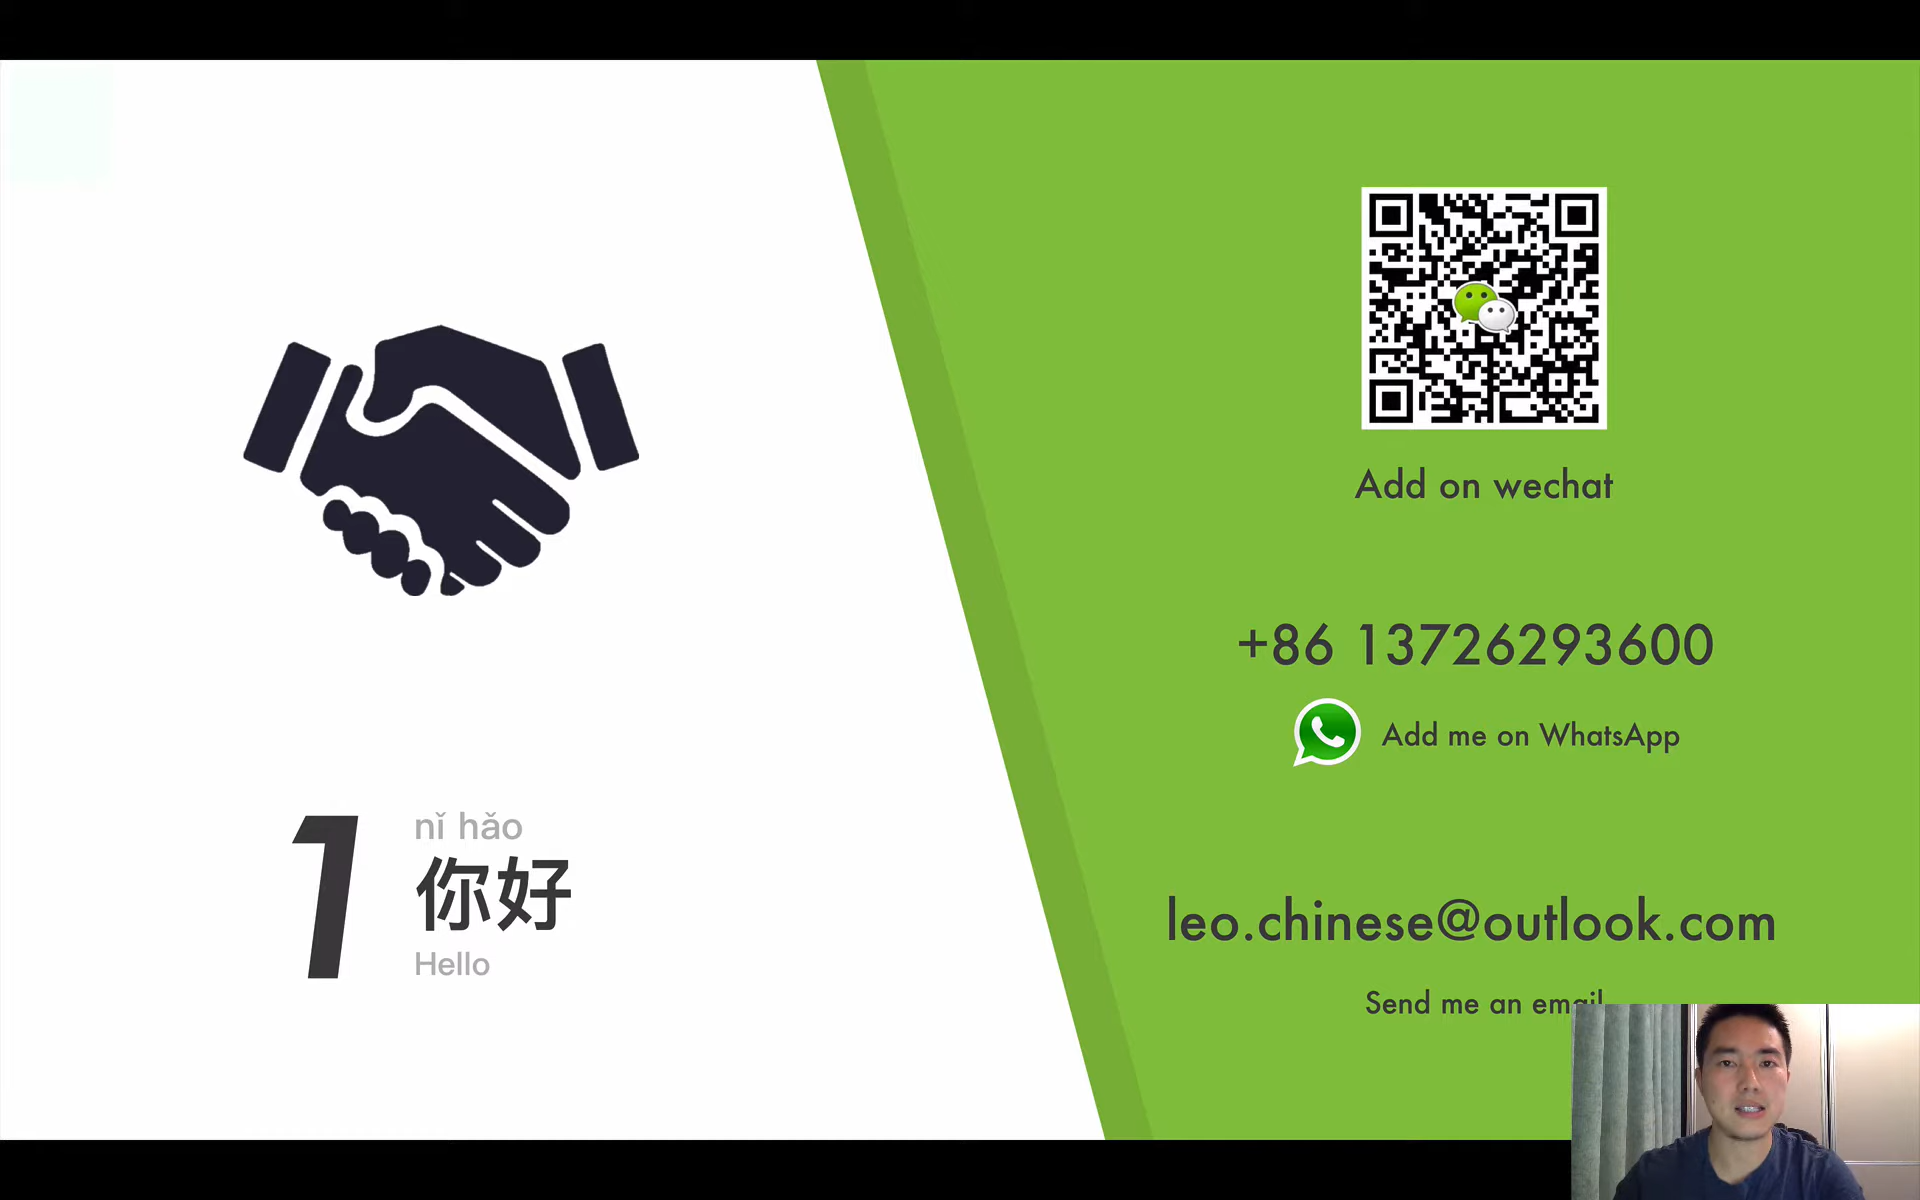 1
nǐ hǎo
你好
Hello
Add on wechat
+86 13726293600
Add me on WhatsApp
leo.chinese@outlook.com
Send me an email